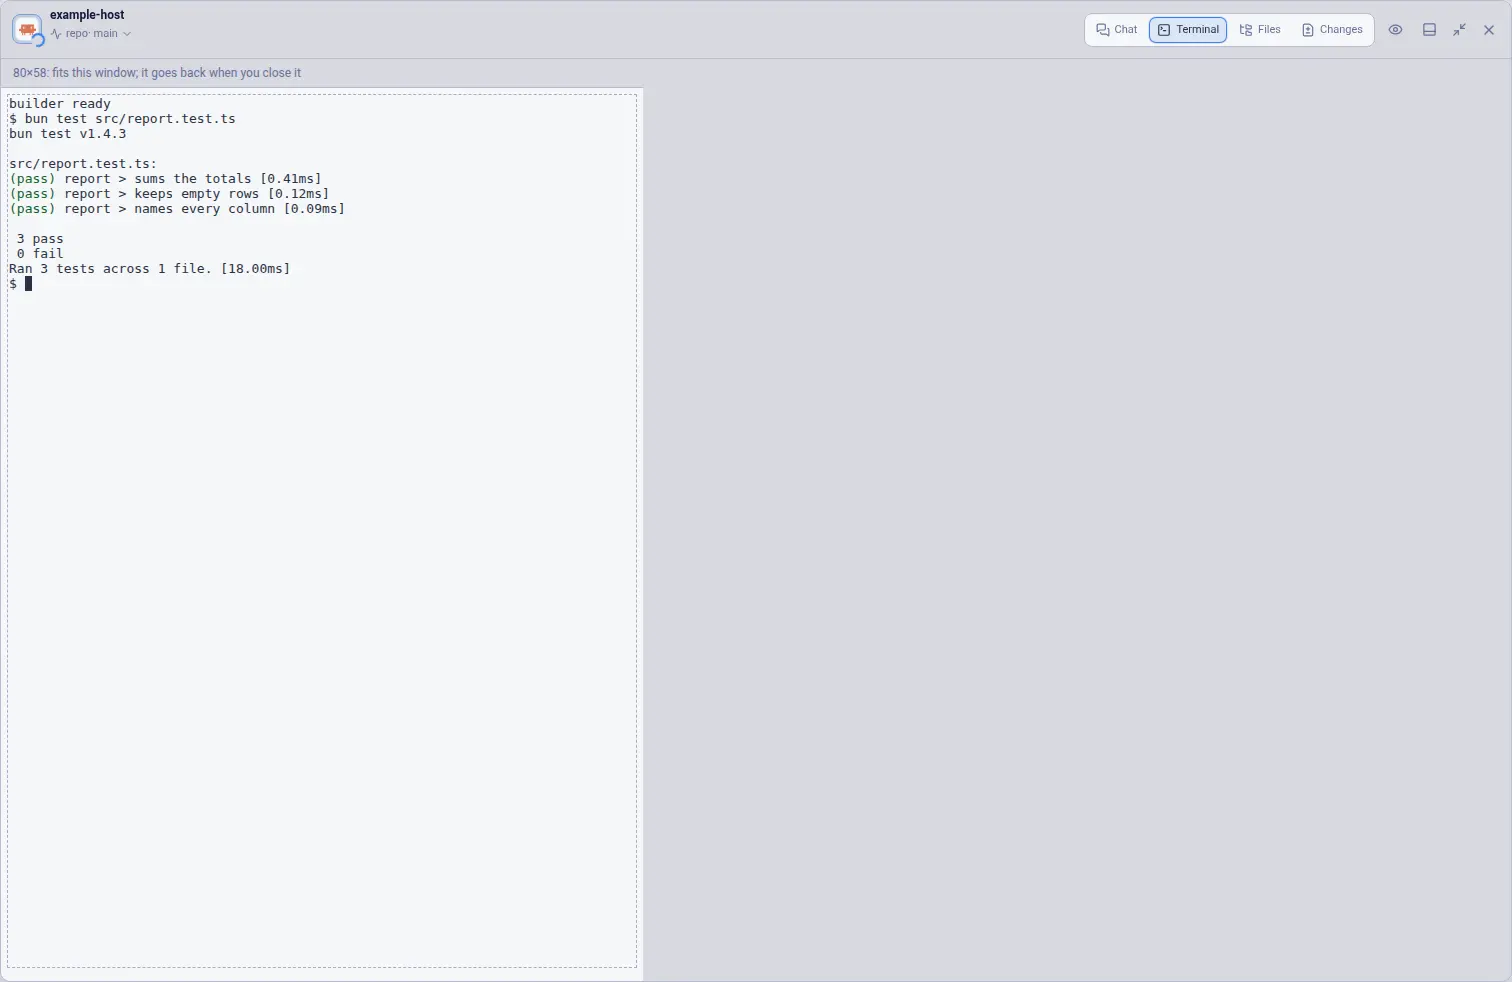 example-host
repo· main
Chat
Terminal
Files
Changes
80×58: fits this window; it goes back when you close it
builder ready
$ bun test src/report.test.ts
bun test v1.4.3
src/report.test.ts:
(pass) report > sums the totals [0.41ms]
(pass) report > keeps empty rows [0.12ms]
(pass) report > names every column [0.09ms]
3 pass
0 fail
Ran 3 tests across 1 file. [18.00ms]
$